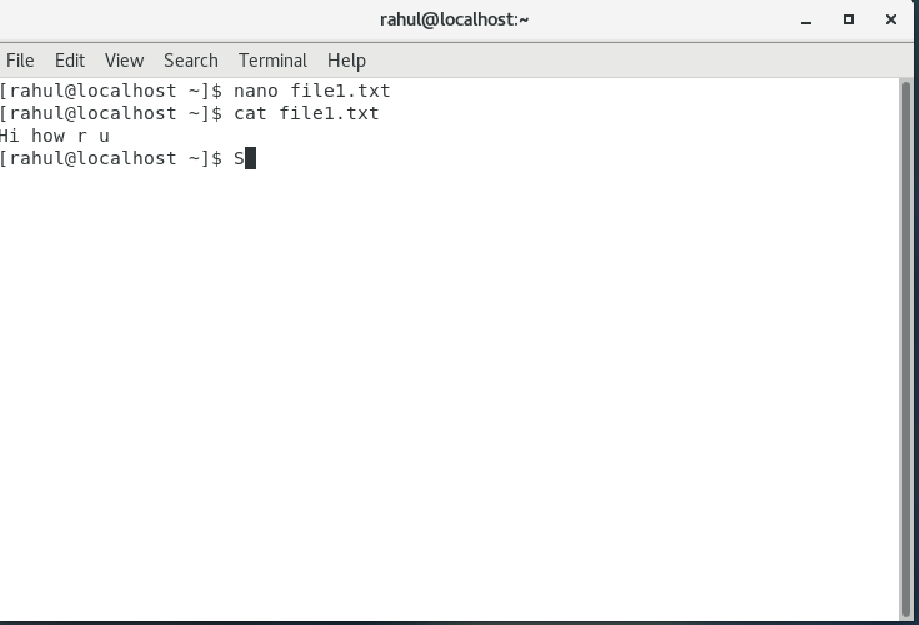 rahul@localhost:~
File Edit View Search Terminal Help
[rahul@localhost ~]$ nano file1.txt
[rahul@localhost ~]$ cat file1.txt
Hi how r u
[rahul@localhost ~]$ S